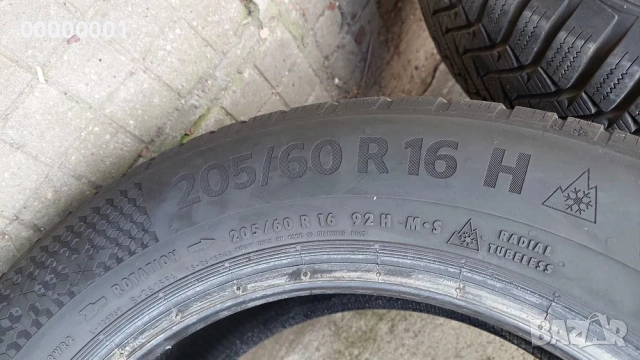 00000001
205/60 R 16 H
ROTATION
205/60 R 16 92 H · M·S
RADIAL
TUBELESS
BAZAR